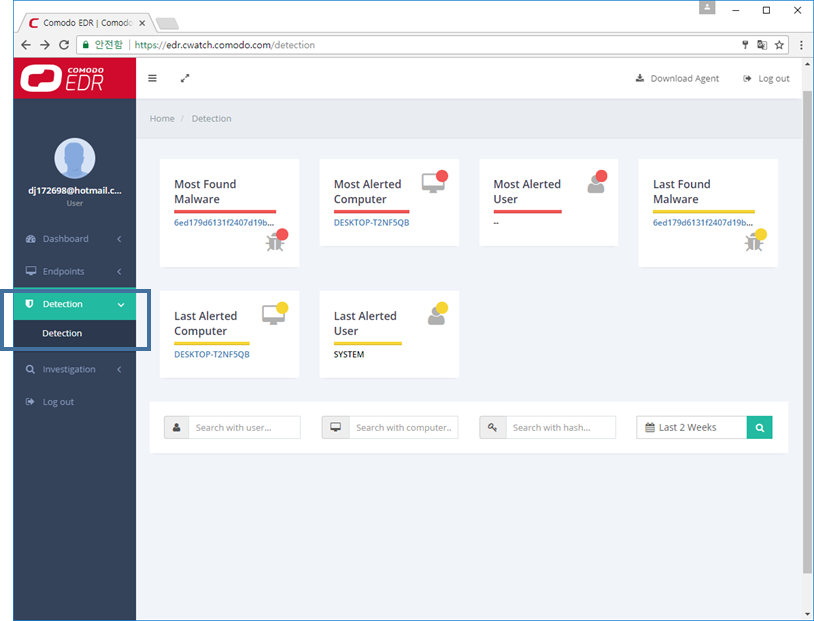 Comodo EDR | Comodo
안전함
https://edr.cwatch.comodo.com/detection
COMODO
EDR
Download Agent
Log out
Home / Detection
dj172698@hotmail.c...
User
Dashboard
Endpoints
Detection
Detection
Investigation
Log out
Most Found
Malware
6ed179d6131f2407d19b...
Most Alerted
Computer
DESKTOP-T2NF5QB
Most Alerted
User
--
Last Found
Malware
6ed179d6131f2407d19b...
Last Alerted
Computer
DESKTOP-T2NF5QB
Last Alerted
User
SYSTEM
Search with user...
Search with computer..
Search with hash...
Last 2 Weeks